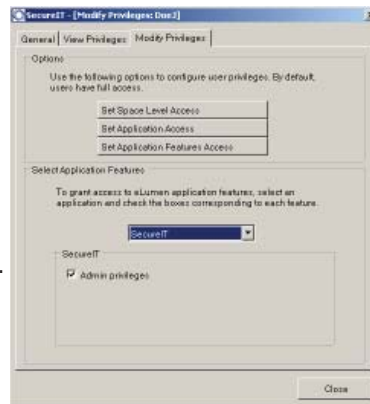 SecureIT - [Modify Privileges: Doe J]
General View Privileges Modify Privileges
Options
Use the following options to configure user privileges. By default,
users have full access.
Set Space Level Access
Set Application Access
Set Application Features Access
Select Application Features
To grant access to eLumen application features, select an
application and check the boxes corresponding to each feature.
SecureIT
SecureIT
Admin privileges
Close